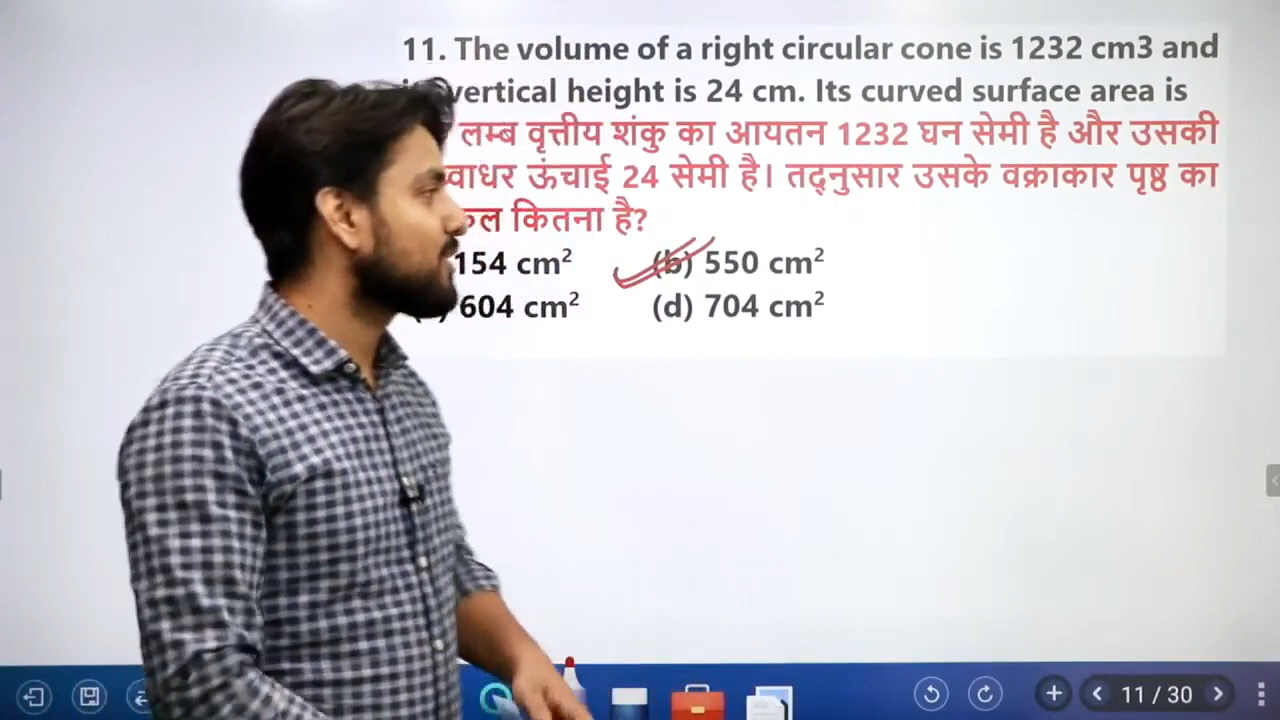 11. The volume of a right circular cone is 1232 cm3 and
vertical height is 24 cm. Its curved surface area is
लम्ब वृत्तीय शंकु का आयतन 1232 घन सेमी है और उसकी
ऊंचाई 24 सेमी है। तद्नुसार उसके वक्राकार पृष्ठ का
कितना है?
154 cm² (b) 550 cm²
604 cm² (d) 704 cm²
11 / 30